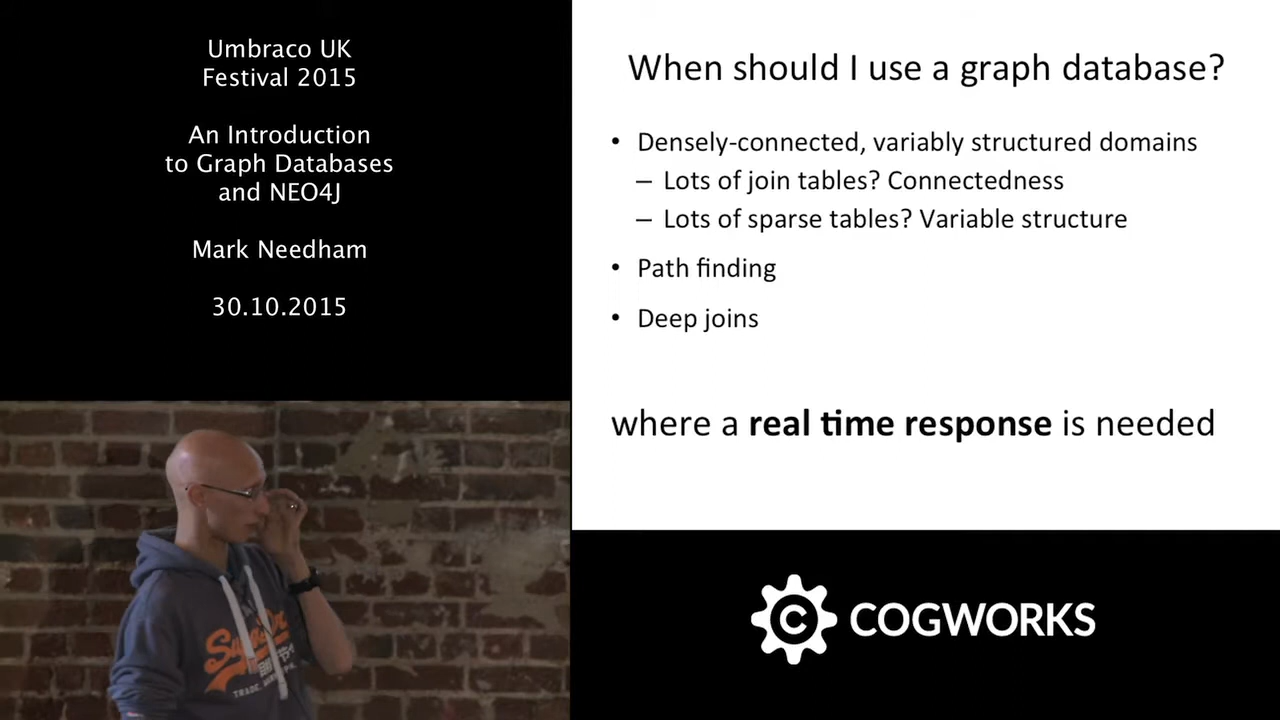 Umbraco UK
Festival 2015
An Introduction
to Graph Databases
and NEO4J
Mark Needham
30.10.2015
When should I use a graph database?
• Densely-connected, variably structured domains
– Lots of join tables? Connectedness
– Lots of sparse tables? Variable structure
• Path finding
• Deep joins
where a real time response is needed
C COGWORKS